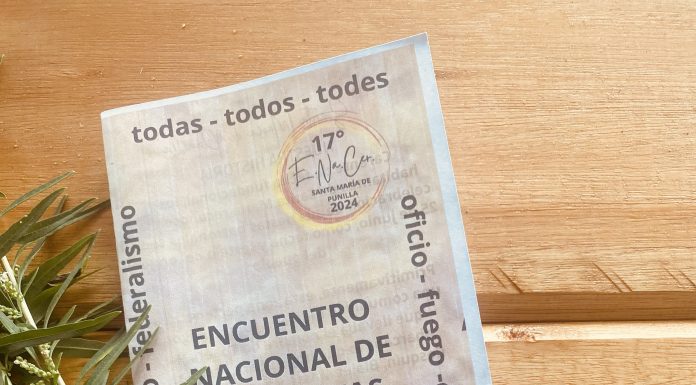 todas - todos - todes
17°
E.Na.Cer.
SANTA MARÍA DE
PUNILLA
2024
federalismo
oficio - fuego -
ENCUENTRO
NACIONAL DE